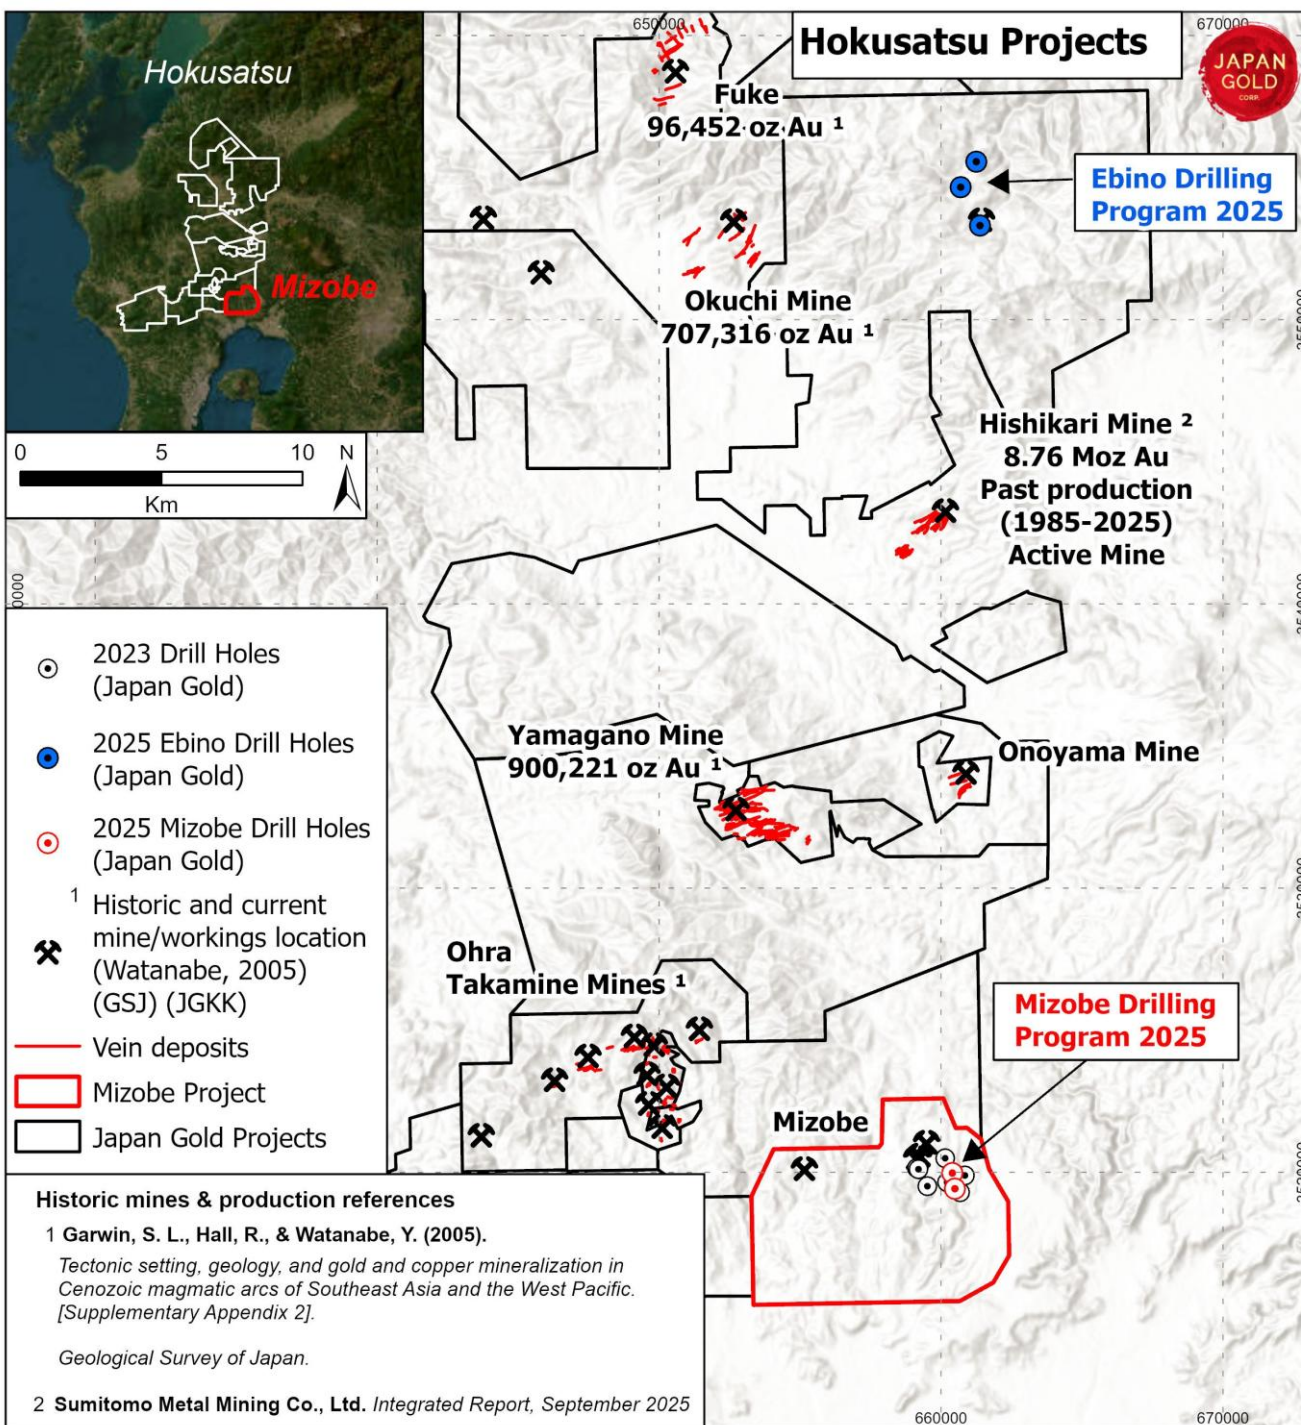 650000
670000
Hokusatsu Projects
JAPAN
GOLD
CORP.
Hokusatsu
Mizobe
Fuke
96,452 oz Au ¹
Ebino Drilling
Program 2025
Okuchi Mine
707,316 oz Au ¹
3550000
0 5 10
Km
N
Hishikari Mine ²
8.76 Moz Au
Past production
(1985-2025)
Active Mine
3540000
2023 Drill Holes
(Japan Gold)
2025 Ebino Drill Holes
(Japan Gold)
2025 Mizobe Drill Holes
(Japan Gold)
1 Historic and current
mine/workings location
(Watanabe, 2005)
(GSJ) (JGKK)
Vein deposits
Mizobe Project
Japan Gold Projects
Yamagano Mine
900,221 oz Au ¹
Onoyama Mine
3530000
Ohra
Takamine Mines ¹
Mizobe Drilling
Program 2025
Mizobe
3520000
Historic mines & production references
1 Garwin, S. L., Hall, R., & Watanabe, Y. (2005).
Tectonic setting, geology, and gold and copper mineralization in
Cenozoic magmatic arcs of Southeast Asia and the West Pacific.
[Supplementary Appendix 2].
Geological Survey of Japan.
2 Sumitomo Metal Mining Co., Ltd. Integrated Report, September 2025
660000
670000